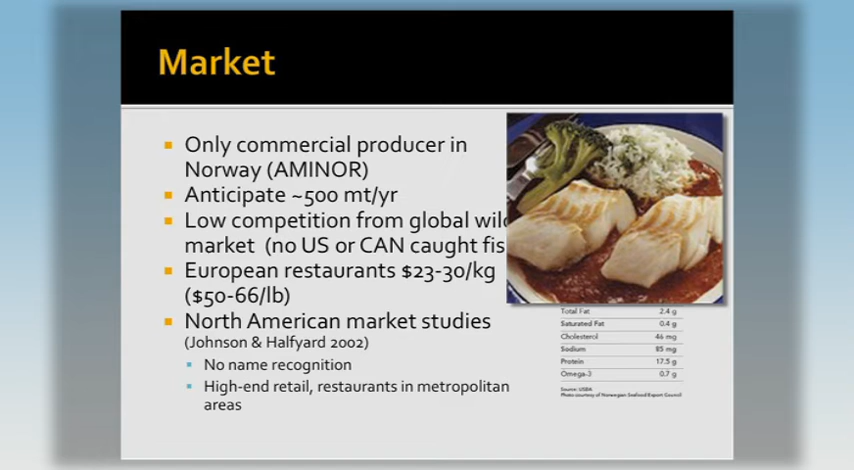 Market
Only commercial producer in
Norway (AMINOR)
Anticipate ~500 mt/yr
Low competition from global wil
market (no US or CAN caught fis
European restaurants $23-30/kg
($50-66/lb)
North American market studies
(Johnson & Halfyard 2002)
No name recognition
High-end retail, restaurants in metropolitan
areas
Total Fat 2.4 g
Saturated Fat 0.4 g
Cholesterol 46 mg
Sodium 85 mg
Protein 17.5 g
Omega-3 0.7 g
Source: USDA
Photo courtesy of Norwegian Seafood Export Council